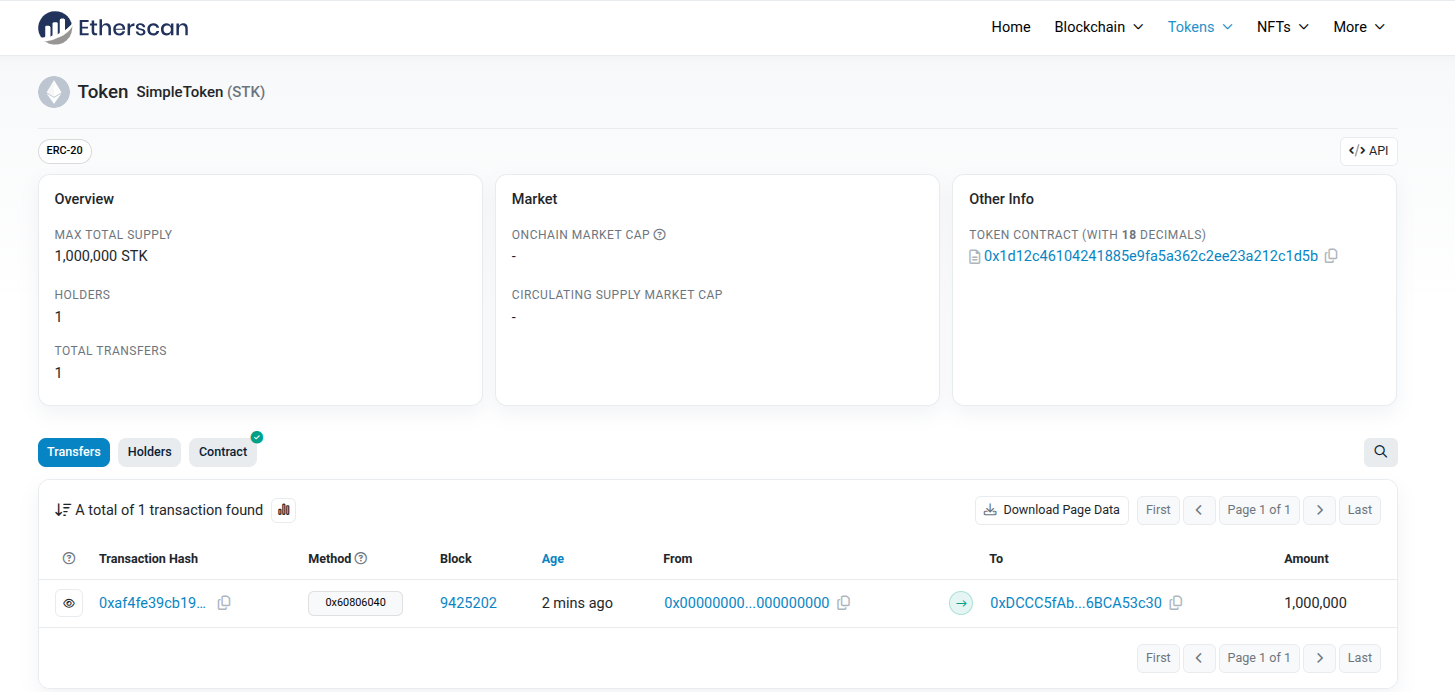 Etherscan
Home Blockchain Tokens NFTs More
Token SimpleToken (STK)
ERC-20
</> API
Overview
MAX TOTAL SUPPLY
1,000,000 STK
HOLDERS
1
TOTAL TRANSFERS
1
Market
ONCHAIN MARKET CAP
-
CIRCULATING SUPPLY MARKET CAP
-
Other Info
TOKEN CONTRACT (WITH 18 DECIMALS)
0x1d12c46104241885e9fa5a362c2ee23a212c1d5b
Transfers Holders Contract
A total of 1 transaction found
Download Page Data First Page 1 of 1 Last
Transaction Hash Method Block Age From To Amount
0xaf4fe39cb19... 0x60806040 9425202 2 mins ago 0x00000000...000000000 0xDCCC5fAb...6BCA53c30 1,000,000
First Page 1 of 1 Last